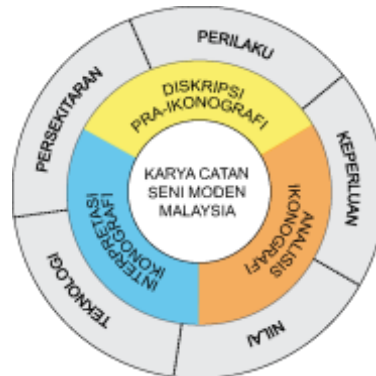 PERILAKU
KEPERLUAN
NILAI
TEKNOLOGI
PERSEKITARAN
DISKRIPSI
PRA-IKONOGRAFI
ANALISIS
IKONOGRAFI
INTERPRETASI
IKONOGRAFI
KARYA CATAN
SENI MODEN
MALAYSIA